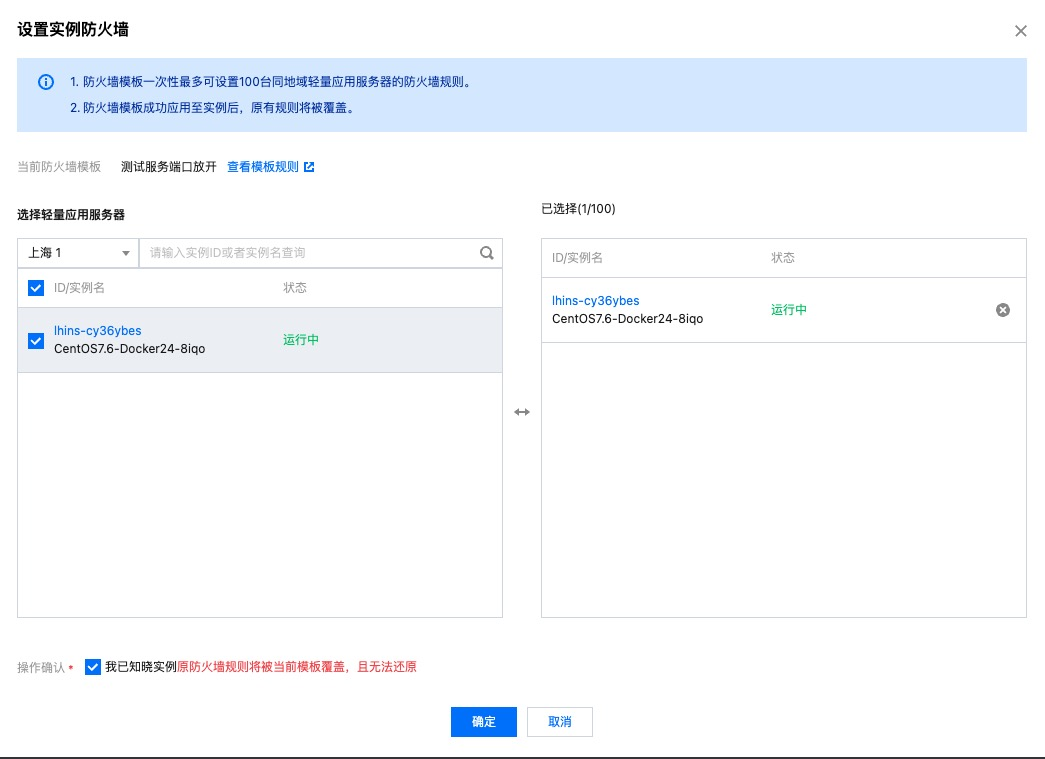 设置实例防火墙
1. 防火墙模板一次性最多可设置100台同地域轻量应用服务器的防火墙规则。
2. 防火墙模板成功应用至实例后，原有规则将被覆盖。
当前防火墙模板 测试服务端口放开 查看模板规则
选择轻量应用服务器
上海 1 请输入实例ID或者实例名查询
ID/实例名 状态
lhins-cy36ybes
CentOS7.6-Docker24-8iqo
运行中
已选择(1/100)
ID/实例名 状态
lhins-cy36ybes
CentOS7.6-Docker24-8iqo
运行中
操作确认 * 我已知晓实例原防火墙规则将被当前模板覆盖，且无法还原
确定 取消